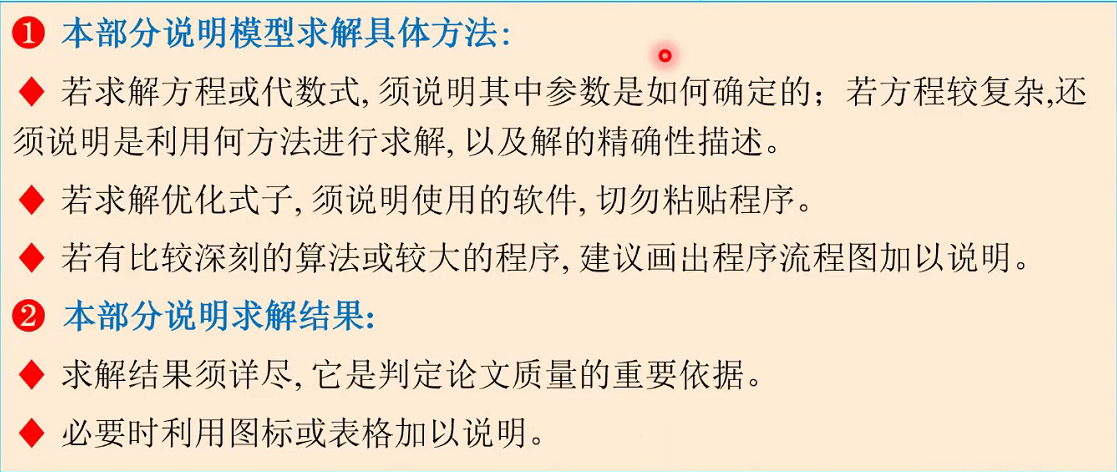 ❶ 本部分说明模型求解具体方法:
◆ 若求解方程或代数式, 须说明其中参数是如何确定的；若方程较复杂,还
须说明是利用何方法进行求解, 以及解的精确性描述。
◆ 若求解优化式子, 须说明使用的软件, 切勿粘贴程序。
◆ 若有比较深刻的算法或较大的程序, 建议画出程序流程图加以说明。
❷ 本部分说明求解结果:
◆ 求解结果须详尽, 它是判定论文质量的重要依据。
◆ 必要时利用图标或表格加以说明。